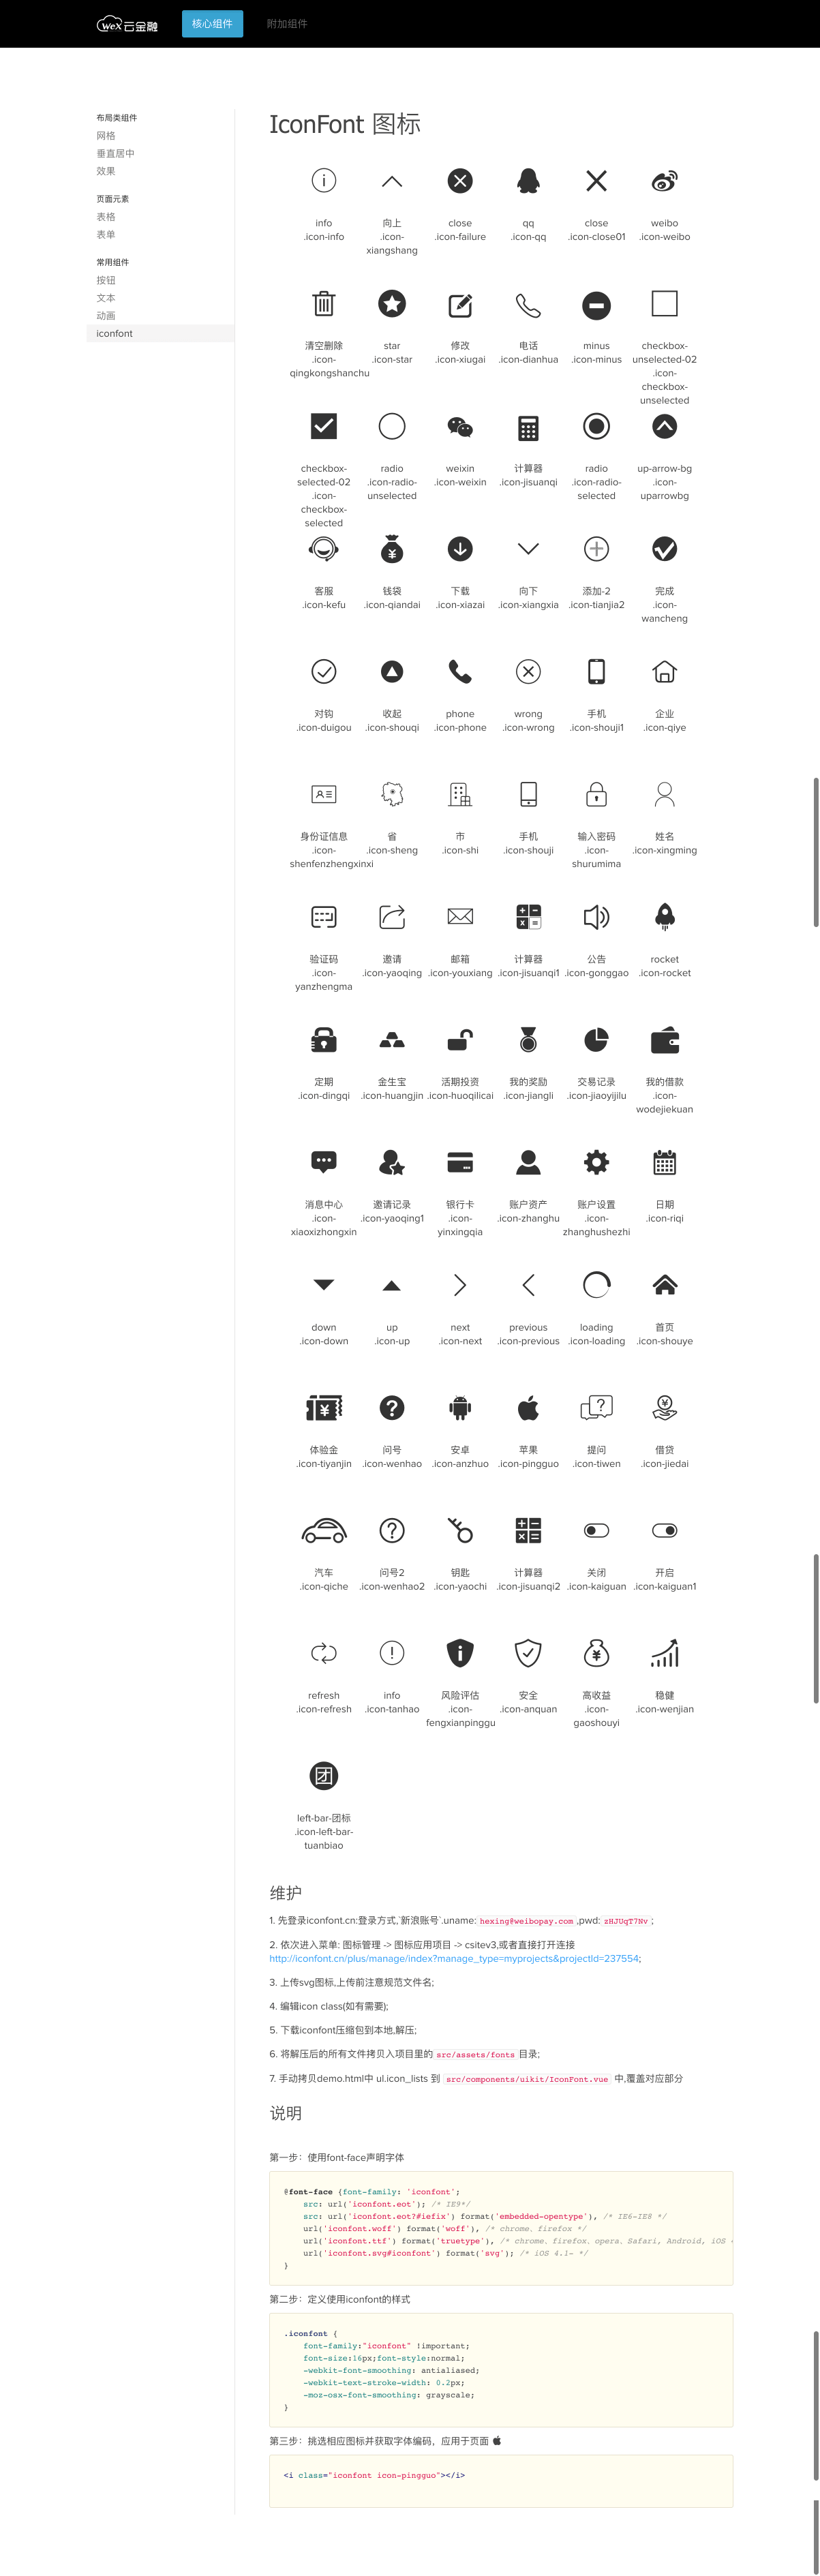 WeX云金融 核心组件 附加组件
布局类组件
网格
垂直居中
效果
页面元素
表格
表单
常用组件
按钮
文本
动画
iconfont
IconFont 图标
info
.icon-info
向上
.icon-
xiangshang
close
.icon-failure
qq
.icon-qq
close
.icon-close01
weibo
.icon-weibo
清空删除
.icon-
qingkongshanchu
star
.icon-star
修改
.icon-xiugai
电话
.icon-dianhua
minus
.icon-minus
checkbox-
unselected-02
.icon-
checkbox-
unselected
checkbox-
selected-02
.icon-
checkbox-
selected
radio
.icon-radio-
unselected
weixin
.icon-weixin
计算器
.icon-jisuanqi
radio
.icon-radio-
selected
up-arrow-bg
.icon-
uparrowbg
客服
.icon-kefu
¥
钱袋
.icon-qiandai
下载
.icon-xiazai
向下
.icon-xiangxia
添加-2
.icon-tianjia2
完成
.icon-
wancheng
对钩
.icon-duigou
收起
.icon-shouqi
phone
.icon-phone
wrong
.icon-wrong
手机
.icon-shouji1
企业
.icon-qiye
身份证信息
.icon-
shenfenzhengxinxi
省
.icon-sheng
市
.icon-shi
手机
.icon-shouji
输入密码
.icon-
shurumima
姓名
.icon-xingming
验证码
.icon-
yanzhengma
邀请
.icon-yaoqing
邮箱
.icon-youxiang
计算器
.icon-jisuanqi1
公告
.icon-gonggao
rocket
.icon-rocket
定期
.icon-dingqi
金生宝
.icon-huangjin
活期投资
.icon-huoqilicai
我的奖励
.icon-jiangli
交易记录
.icon-jiaoyijilu
我的借款
.icon-
wodejiekuan
消息中心
.icon-
xiaoxizhongxin
邀请记录
.icon-yaoqing1
银行卡
.icon-
yinxingqia
账户资产
.icon-zhanghu
账户设置
.icon-
zhanghushezhi
日期
.icon-riqi
down
.icon-down
up
.icon-up
next
.icon-next
previous
.icon-previous
loading
.icon-loading
首页
.icon-shouye
¥
体验金
.icon-tiyanjin
?
问号
.icon-wenhao
安卓
.icon-anzhuo
苹果
.icon-pingguo
?
提问
.icon-tiwen
¥
借贷
.icon-jiedai
汽车
.icon-qiche
?
问号2
.icon-wenhao2
钥匙
.icon-yaochi
计算器
.icon-jisuanqi2
关闭
.icon-kaiguan
开启
.icon-kaiguan1
refresh
.icon-refresh
!
info
.icon-tanhao
风险评估
.icon-
fengxianpinggu
安全
.icon-anquan
¥
高收益
.icon-
gaoshouyi
稳健
.icon-wenjian
团
left-bar-团标
.icon-left-bar-
tuanbiao
维护
1. 先登录iconfont.cn:登录方式,`新浪账号`.uname: hexing@weibopay.com ,pwd: zHJUqT7Nv ;
2. 依次进入菜单: 图标管理 -> 图标应用项目 -> csitev3,或者直接打开连接
http://iconfont.cn/plus/manage/index?manage_type=myprojects&projectId=237554;
3. 上传svg图标,上传前注意规范文件名;
4. 编辑icon class(如有需要);
5. 下载iconfont压缩包到本地,解压;
6. 将解压后的所有文件拷贝入项目里的 src/assets/fonts 目录;
7. 手动拷贝demo.html中 ul.icon_lists 到 src/components/uikit/IconFont.vue 中,覆盖对应部分
说明
第一步：使用font-face声明字体
@font-face {font-family: 'iconfont';
src: url('iconfont.eot'); /* IE9*/
src: url('iconfont.eot?#iefix') format('embedded-opentype'), /* IE6-IE8 */
url('iconfont.woff') format('woff'), /* chrome、firefox */
url('iconfont.ttf') format('truetype'), /* chrome、firefox、opera、Safari, Android, iOS
url('iconfont.svg#iconfont') format('svg'); /* iOS 4.1- */
}
第二步：定义使用iconfont的样式
.iconfont {
font-family:"iconfont" !important;
font-size:16px;font-style:normal;
-webkit-font-smoothing: antialiased;
-webkit-text-stroke-width: 0.2px;
-moz-osx-font-smoothing: grayscale;
}
第三步：挑选相应图标并获取字体编码，应用于页面
<i class="iconfont icon-pingguo"></i>